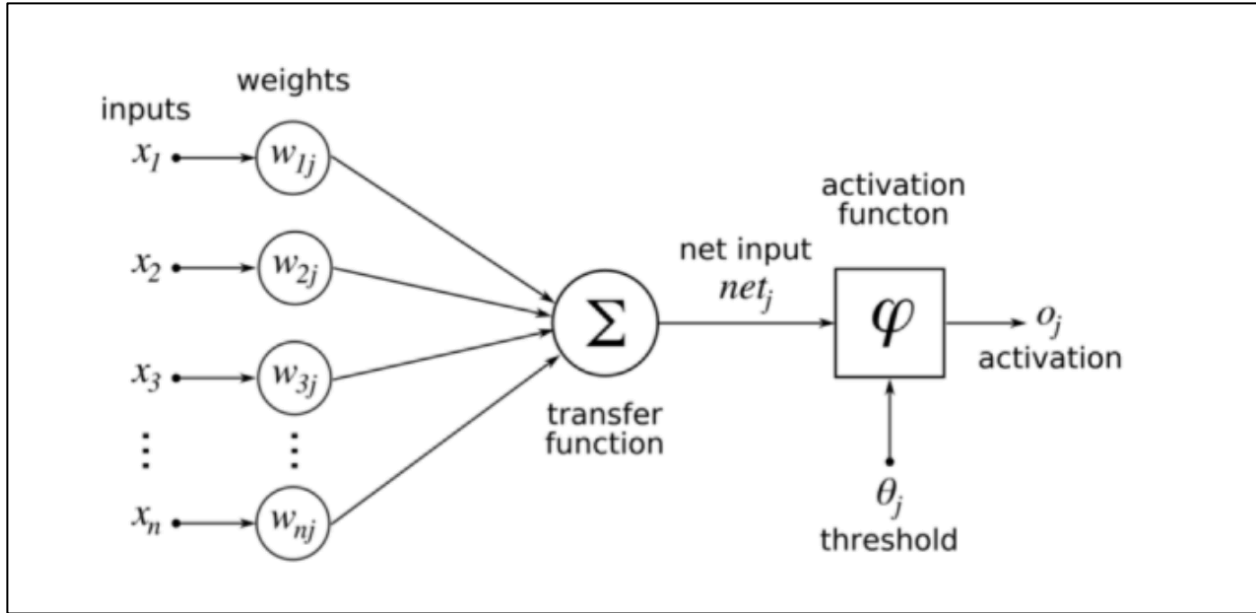 weights
inputs
x₁ w₁ⱼ
activation
functon
x₂ w₂ⱼ
net input
netⱼ
Σ
φ
oⱼ
activation
x₃ w₃ⱼ
transfer
function
⋮ ⋮
θⱼ
xₙ wₙⱼ
threshold